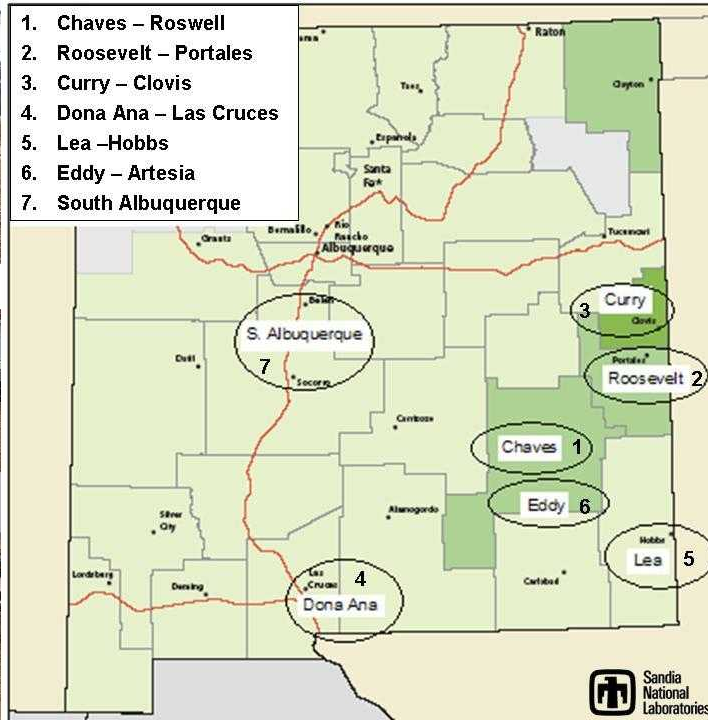 1. Chaves – Roswell
2. Roosevelt – Portales
3. Curry – Clovis
4. Dona Ana – Las Cruces
5. Lea –Hobbs
6. Eddy – Artesia
7. South Albuquerque
Raton
Taos
Clayton
Espanola
Santa
Fe*
Grants
Bernalillo
Rio
Rancho
Albuquerque
Tucumcari
Belen
S. Albuquerque
7
Socorro
Datil
Curry
3
Clovis
Portales
Roosevelt 2
Carrizozo
Chaves 1
Eddy 6
Silver
City
Alamogordo
Hobbs
Lea 5
Lordsburg
Deming
Las
Cruces
4
Dona Ana
Carlsbad
Sandia
National
Laboratories